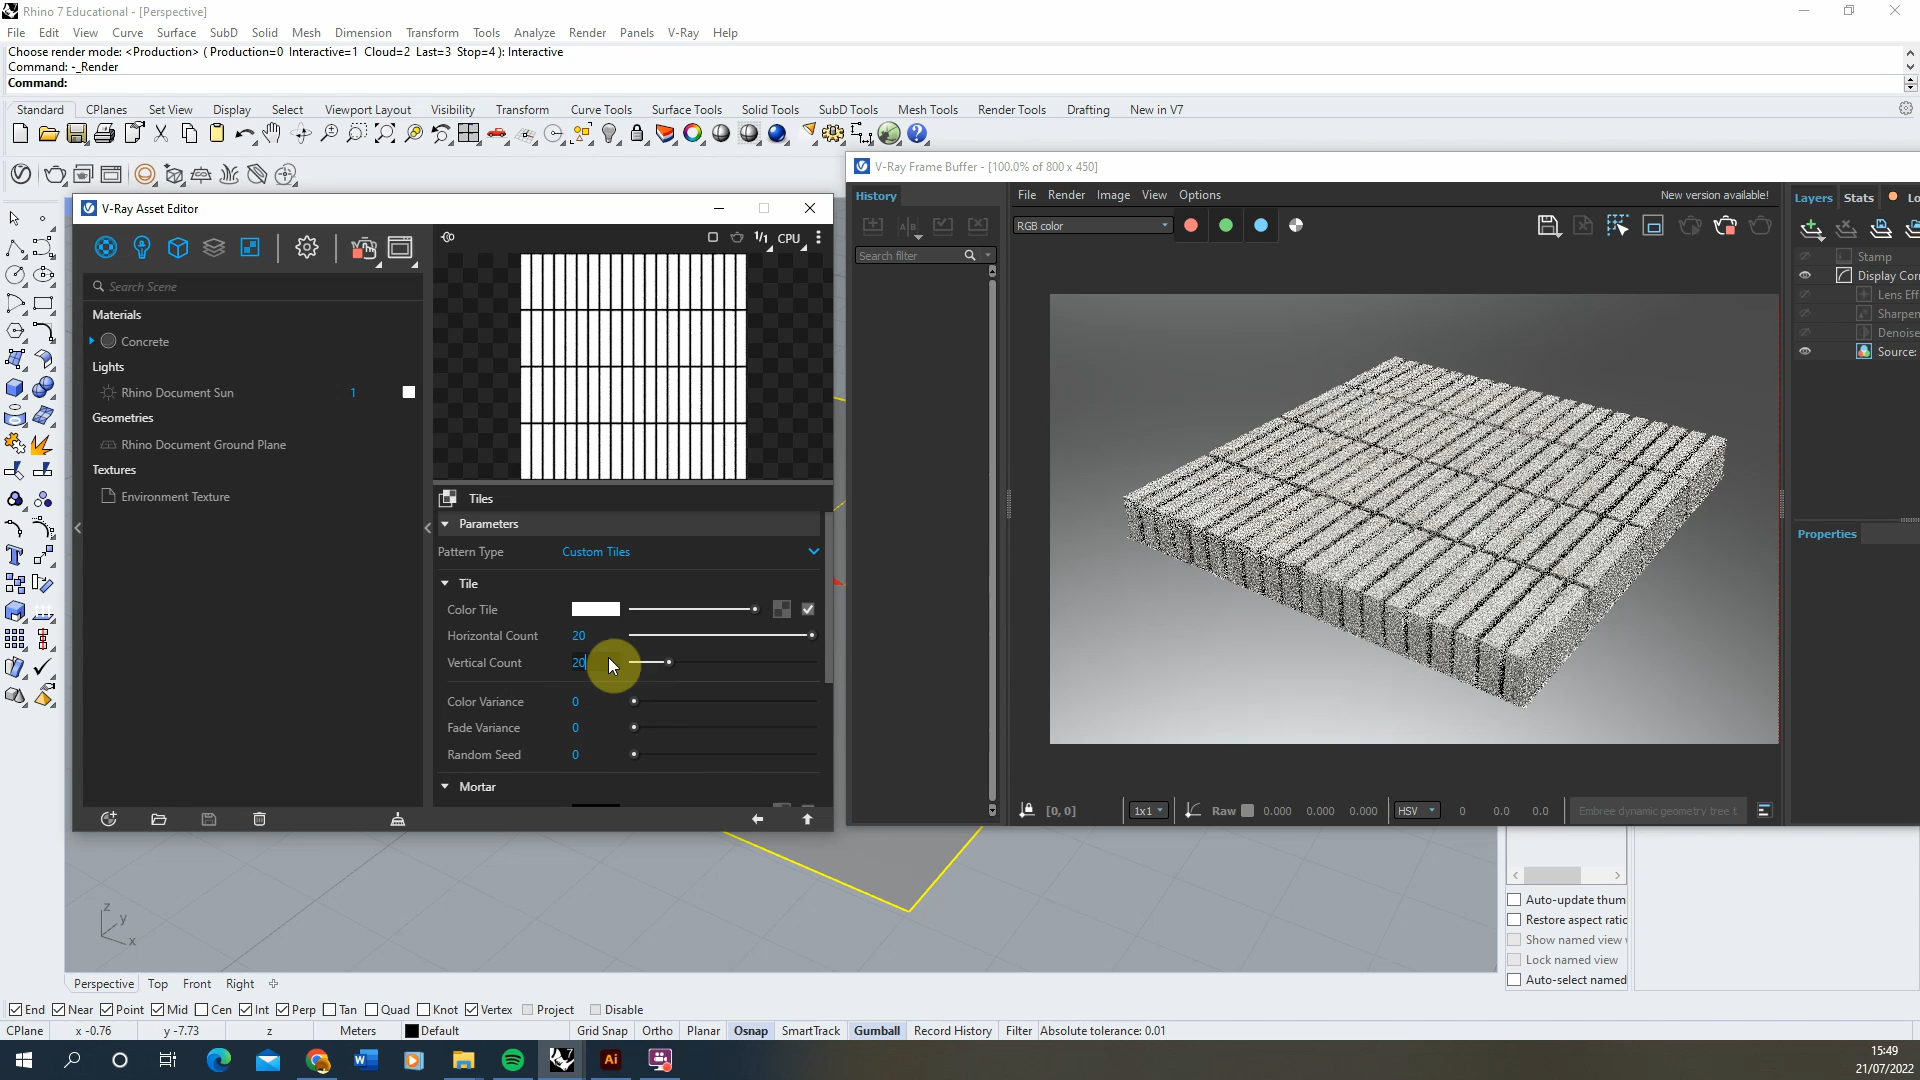 Rhino 7 Educational - [Perspective]
File Edit View Curve Surface SubD Solid Mesh Dimension Transform Tools Analyze Render Panels V-Ray Help
Choose render mode: <Production> ( Production=0 Interactive=1 Cloud=2 Last=3 Stop=4 ): Interactive
Command: -_Render
Command:
Standard CPlanes Set View Display Select Viewport Layout Visibility Transform Curve Tools Surface Tools Solid Tools SubD Tools Mesh Tools Render Tools Drafting New in V7
V-Ray Frame Buffer - [100.0% of 800 x 450]
History File Render Image View Options New version available! Layers Stats Lo
V-Ray Asset Editor
RGB color
1/1 CPU
Search filter
Stamp
Display Corr
Lens Eff
Sharpen
Denoise
Source:
Search Scene
Materials
Concrete
Lights
Rhino Document Sun 1
Geometries
Rhino Document Ground Plane
Textures
Environment Texture
Tiles
Parameters
Pattern Type Custom Tiles
Tile
Color Tile
Horizontal Count 20
Vertical Count 20
Color Variance 0
Fade Variance 0
Random Seed 0
Mortar
Properties
[0, 0] 1x1 Raw 0.000 0.000 0.000 HSV 0 0.0 0.0 Embree dynamic geometry tree t
Auto-update thum
Restore aspect ratio
Show named view
Lock named view
Auto-select named
z
y
x
Perspective Top Front Right
End Near Point Mid Cen Int Perp Tan Quad Knot Vertex Project Disable
CPlane x -0.76 y -7.73 z Meters Default Grid Snap Ortho Planar Osnap SmartTrack Gumball Record History Filter Absolute tolerance: 0.01
15:49
21/07/2022